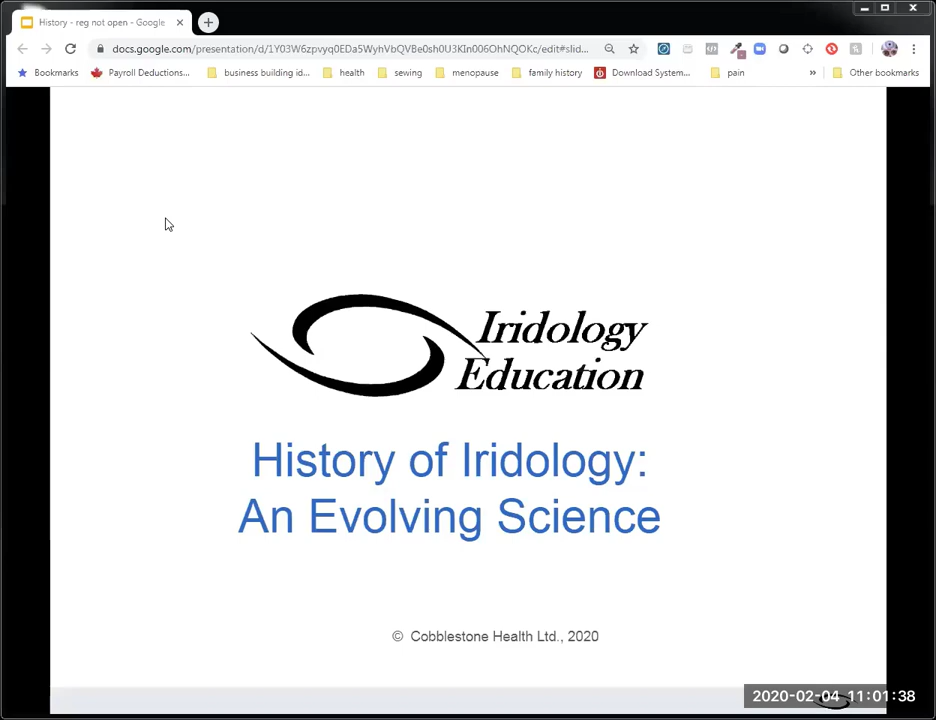 History - reg not open - Google
docs.google.com/presentation/d/1Y03W6zpvyq0EDa5WyhVbQVBe0sh0U3KIn006OhNQOKc/edit#slid...
Bookmarks Payroll Deductions... business building id... health sewing menopause family history Download System... pain » Other bookmarks
Iridology
Education
History of Iridology:
An Evolving Science
© Cobblestone Health Ltd., 2020
2020-02-04 11:01:38